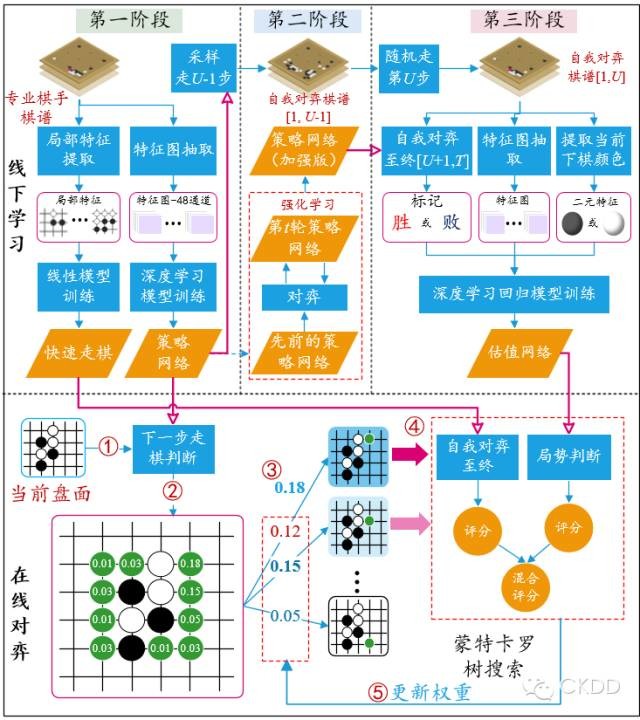 第一阶段
第二阶段
第三阶段
专业棋手
棋谱
采样
走U-1步
自我对弈棋谱
[1, U-1]
随机走
第U步
自我对弈
棋谱[1,U]
线下学习
局部特征
提取
特征图抽取
局部特征
特征图-48通道
线性模型
训练
深度学习
模型训练
快速走棋
策略
网络
策略网络
(加强版)
强化学习
第t轮策略
网络
对弈
先前的策
略网络
自我对弈
至终[U+1,T]
特征图抽
取
提取当前
下棋颜色
标记
胜 或 败
特征图
二元特征
或
深度学习回归模型训练
估值网络
在线对弈
①
当前盘面
下一步走
棋判断
②
0.01
0.03
0.18
0.03
0.15
0.01
0.05
0.03
0.01
0.03
③
0.18
0.12
0.15
0.05
④
自我对弈
至终
局势判断
评分
评分
混合
评分
蒙特卡罗
树搜索
⑤更新权重
CKDD